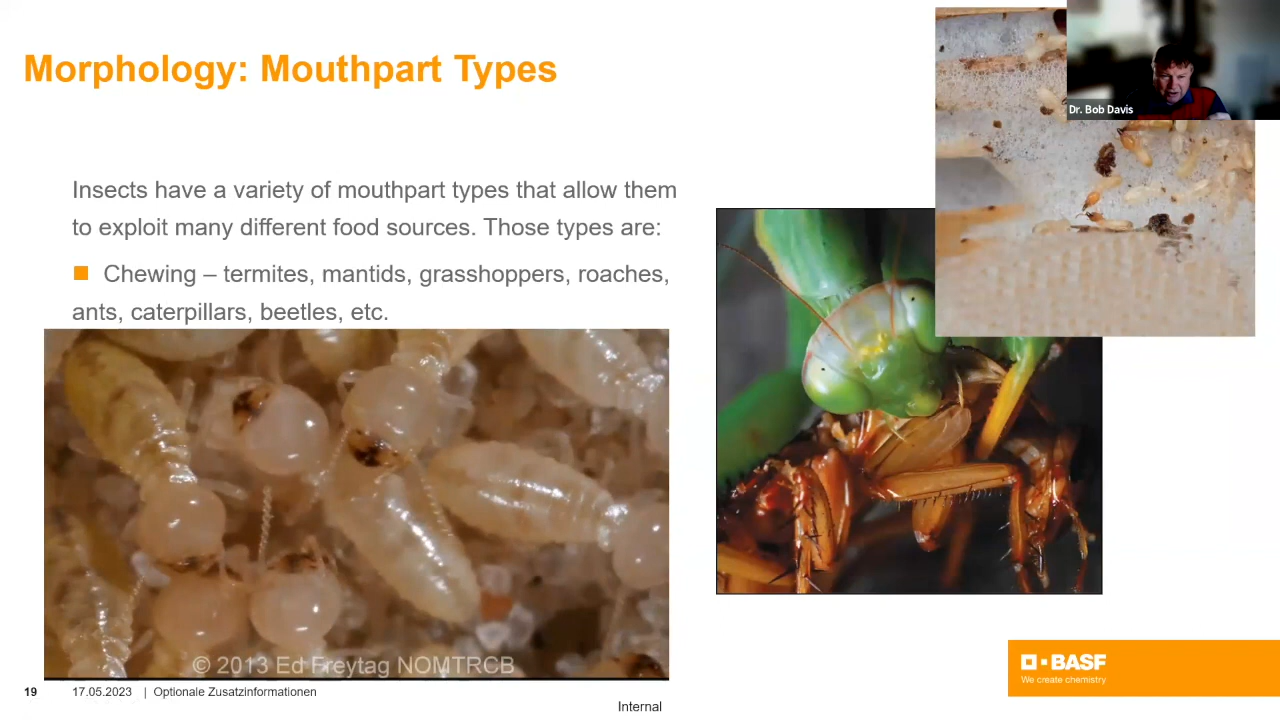 Morphology: Mouthpart Types
Dr. Bob Davis
Insects have a variety of mouthpart types that allow them
to exploit many different food sources. Those types are:
Chewing – termites, mantids, grasshoppers, roaches,
ants, caterpillars, beetles, etc.
© 2013 Ed Freytag NOMTRCB
BASF
We create chemistry
19 17.05.2023 | Optionale Zusatzinformationen
Internal